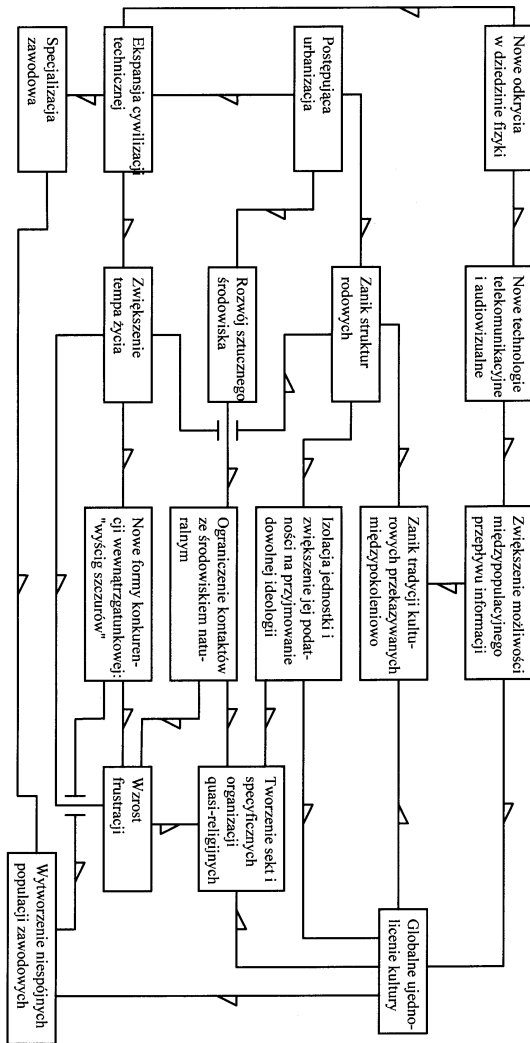 Nowe odkrycia
w dziedzinie fizyki
Nowe technologie
telekomunikacyjne
i audiowizualne
Zwiększenie możliwości
międzypopulacyjnego
przepływu informacji
Postępująca
urbanizacja
Zanik struktur
rodowych
Zanik tradycji kultu-
rowych przekazywanych
międzypokoleniowo
Globalne ujedno-
licenie kultury
Izolacja jednostki i
zwiększenie jej podat-
ności na przyjmowanie
dowolnej ideologii
Tworzenie sekt i
specyficznych
organizacji
quasi-religijnych
Rozwój sztucznego
środowiska
Ograniczenie kontaktów
ze środowiskiem natu-
ralnym
Ekspansja cywilizacji
technicznej
Zwiększenie
tempa życia
Nowe formy konkuren-
cji wewnątrzgatunkowej:
"wyścig szczurów"
Wzrost
frustracji
Specjalizacja
zawodowa
Wytworzenie niespójnych
populacji zawodowych